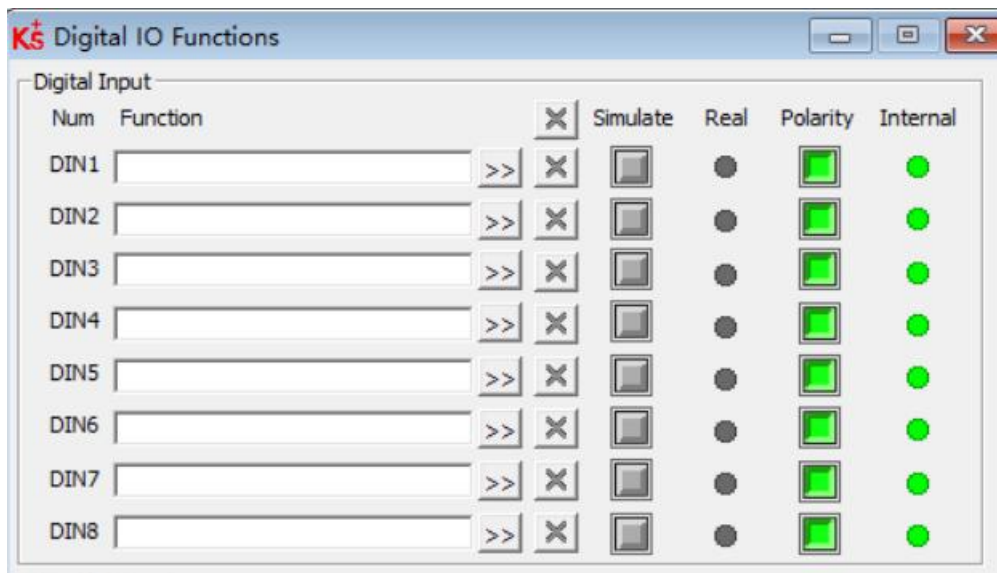 K+S Digital IO Functions
Digital Input
Num Function Simulate Real Polarity Internal
DIN1 >>
DIN2 >>
DIN3 >>
DIN4 >>
DIN5 >>
DIN6 >>
DIN7 >>
DIN8 >>